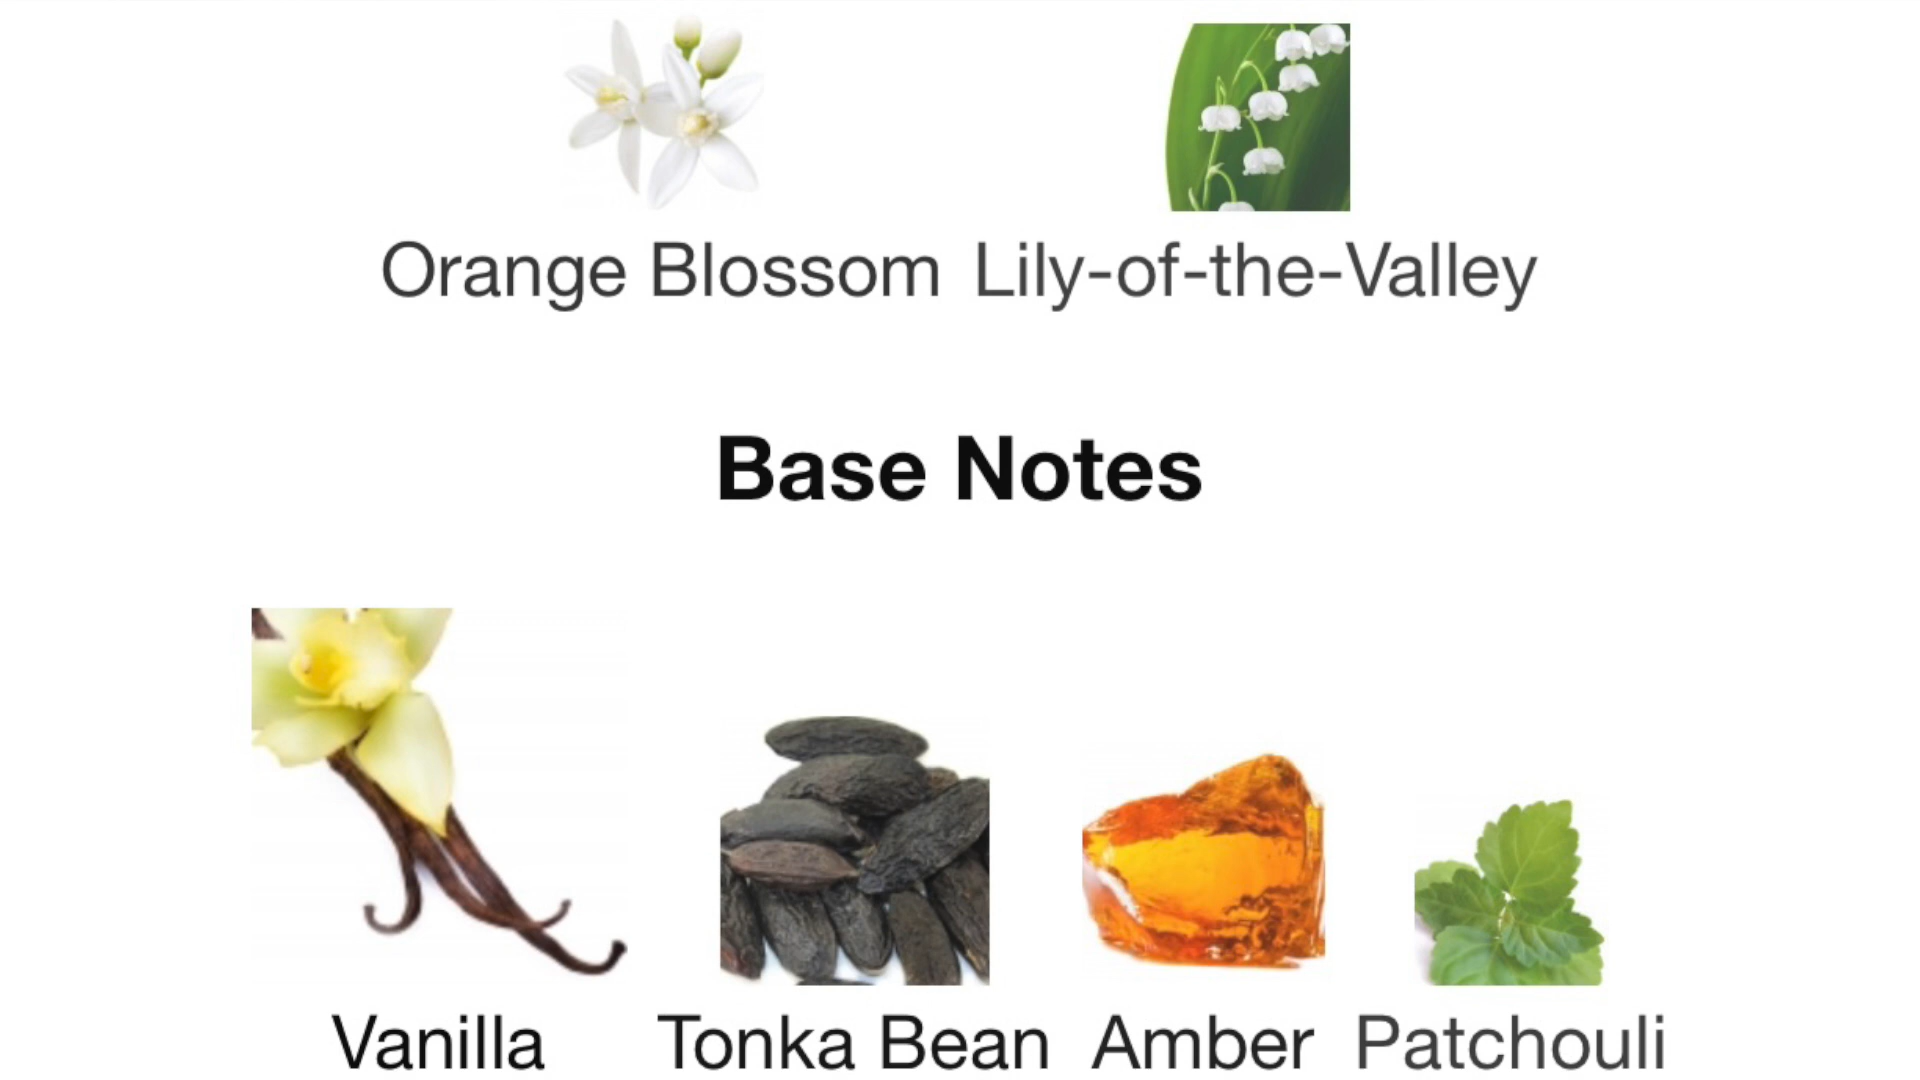 Orange Blossom Lily-of-the-Valley
Base Notes
Vanilla Tonka Bean Amber Patchouli